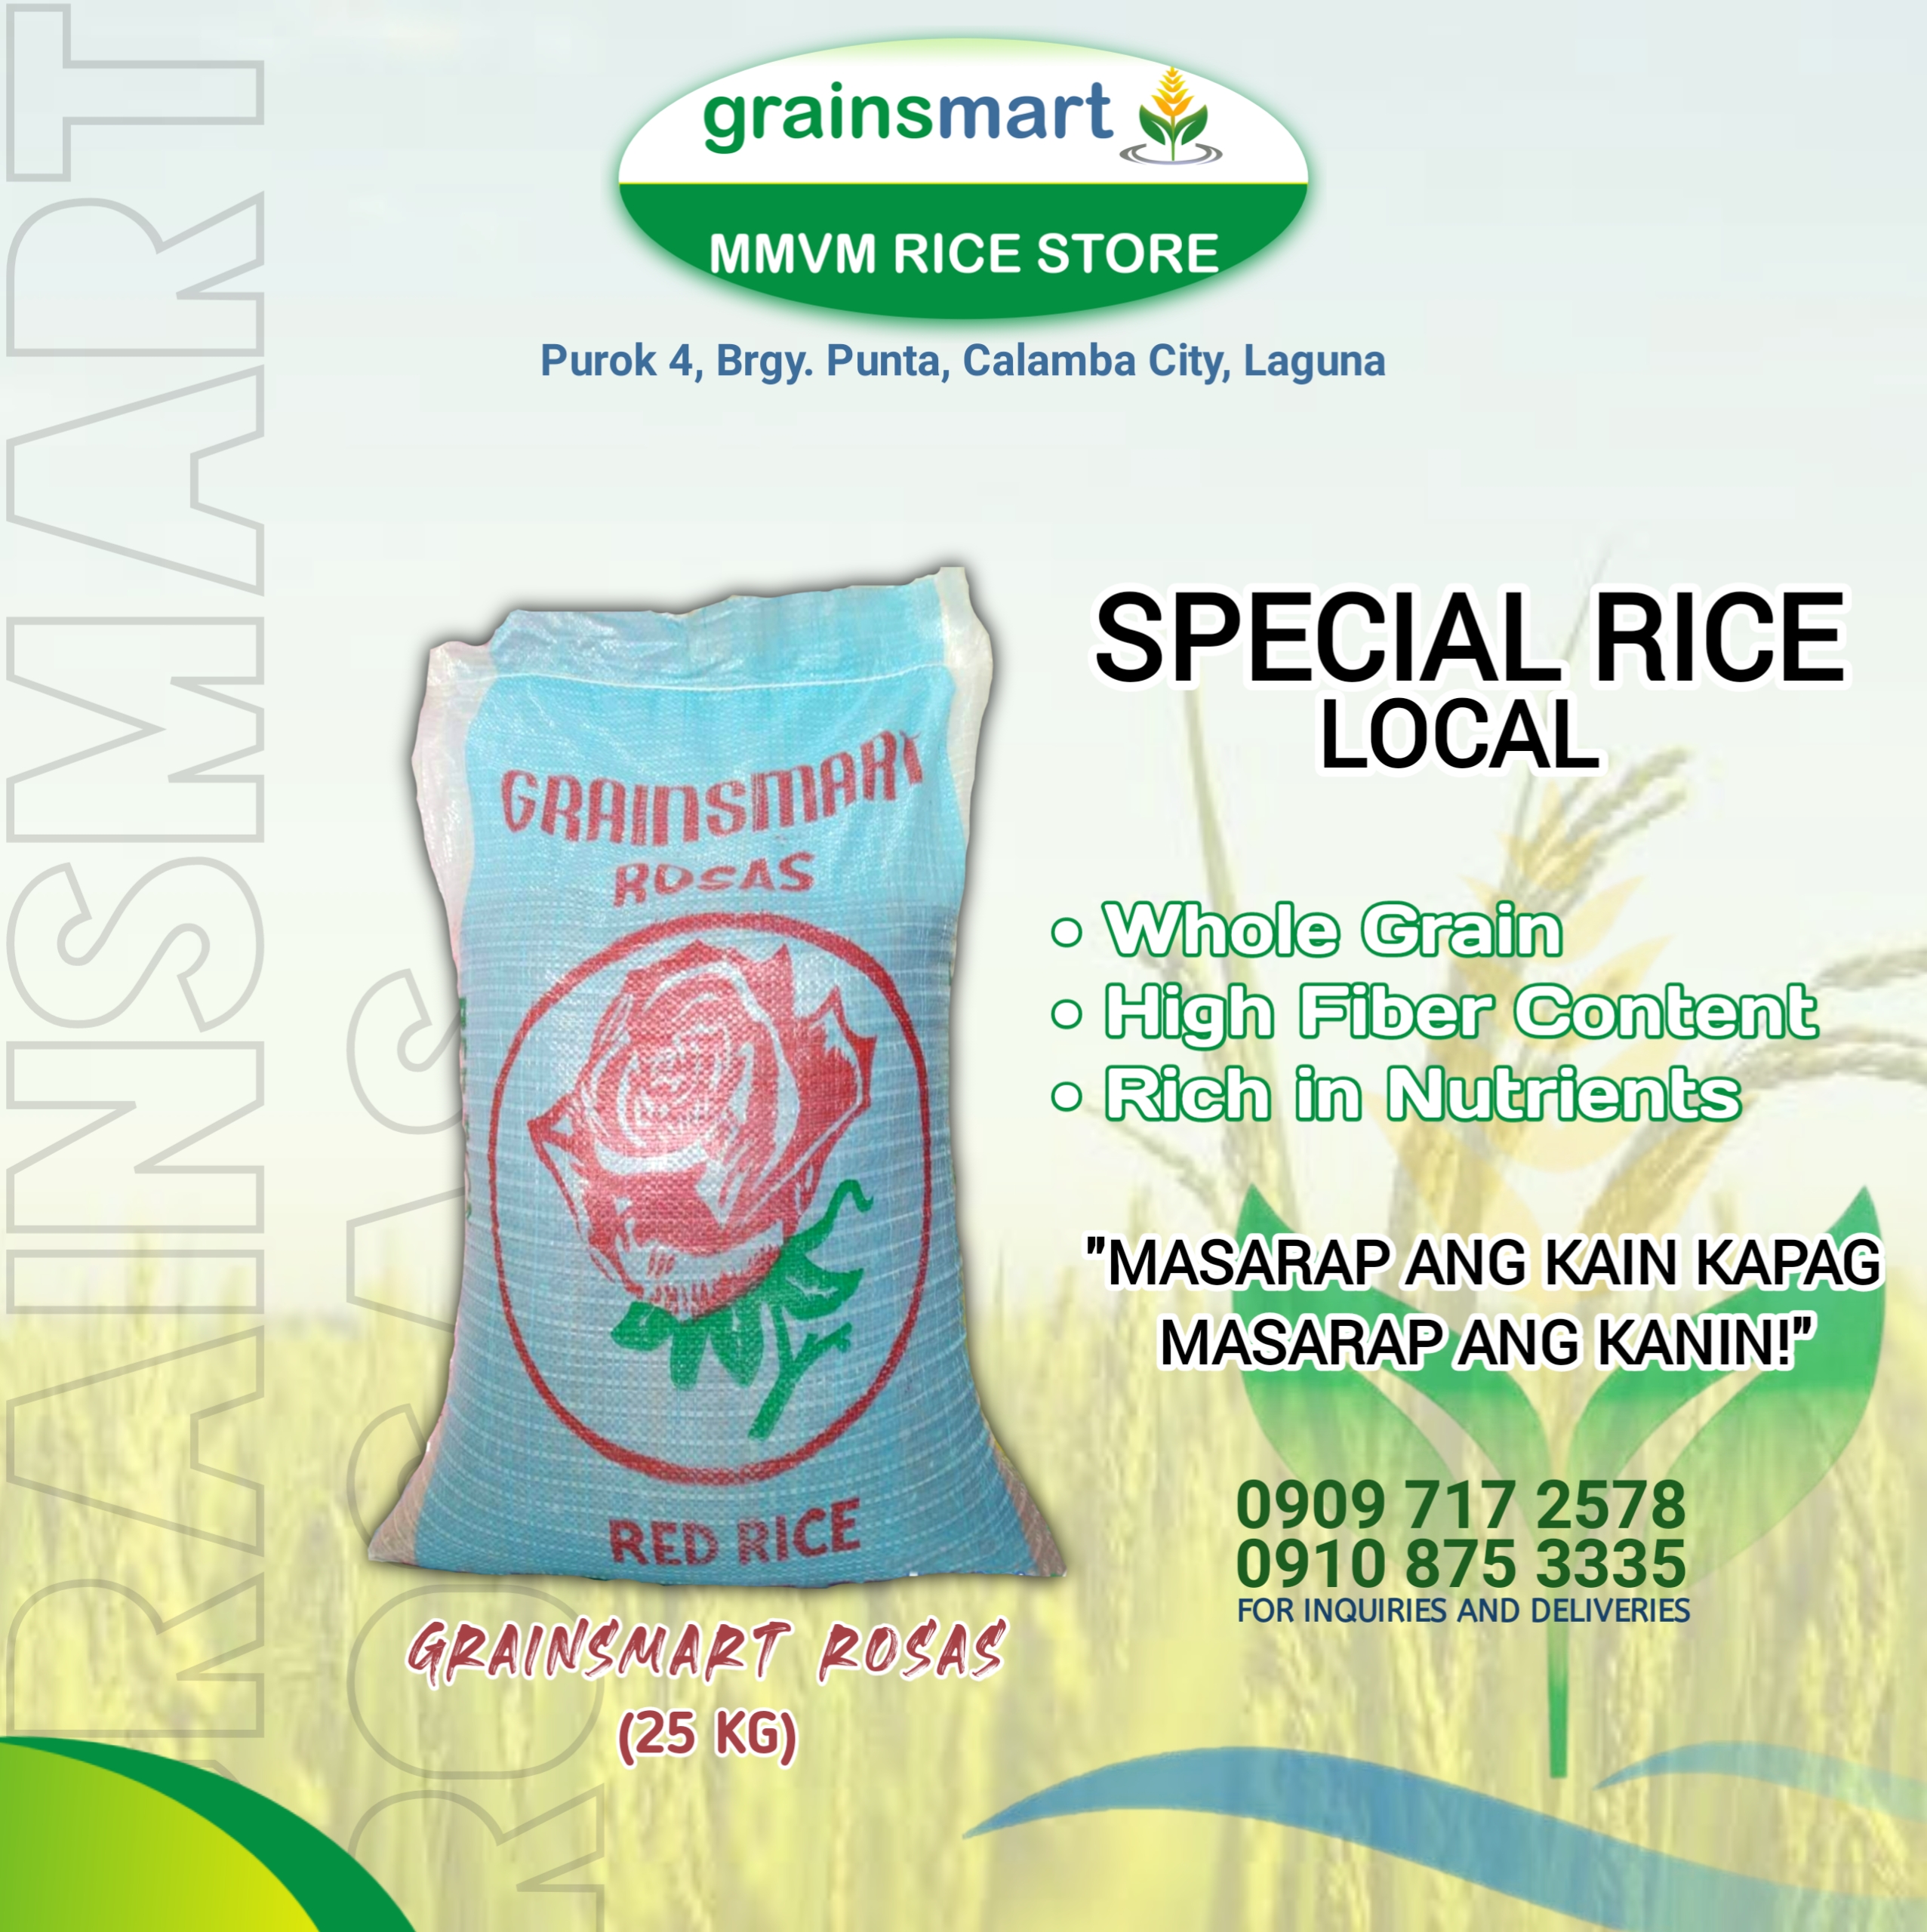 grainsmart
MMVM RICE STORE
Purok 4, Brgy. Punta, Calamba City, Laguna
GRAINSMART
ROSAS
SPECIAL RICE
LOCAL
GRAINSMART
ROSAS
RED RICE
• Whole Grain
• High Fiber Content
• Rich in Nutrients
"MASARAP ANG KAIN KAPAG
MASARAP ANG KANIN!"
0909 717 2578
0910 875 3335
FOR INQUIRIES AND DELIVERIES
GRAINSMART ROSAS
(25 KG)